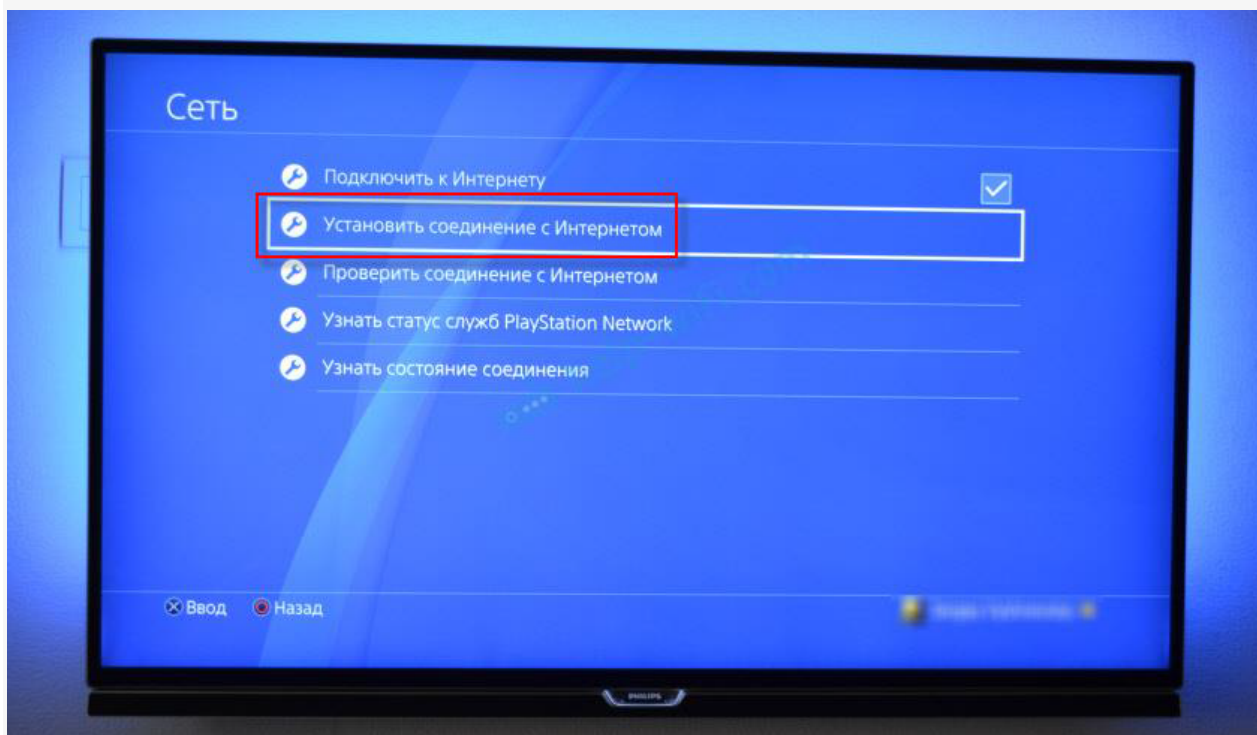 Сеть
Подключить к Интернету
Установить соединение с Интернетом
Проверить соединение с Интернетом
Узнать статус служб PlayStation Network
Узнать состояние соединения
Ввод Назад
PHILIPS